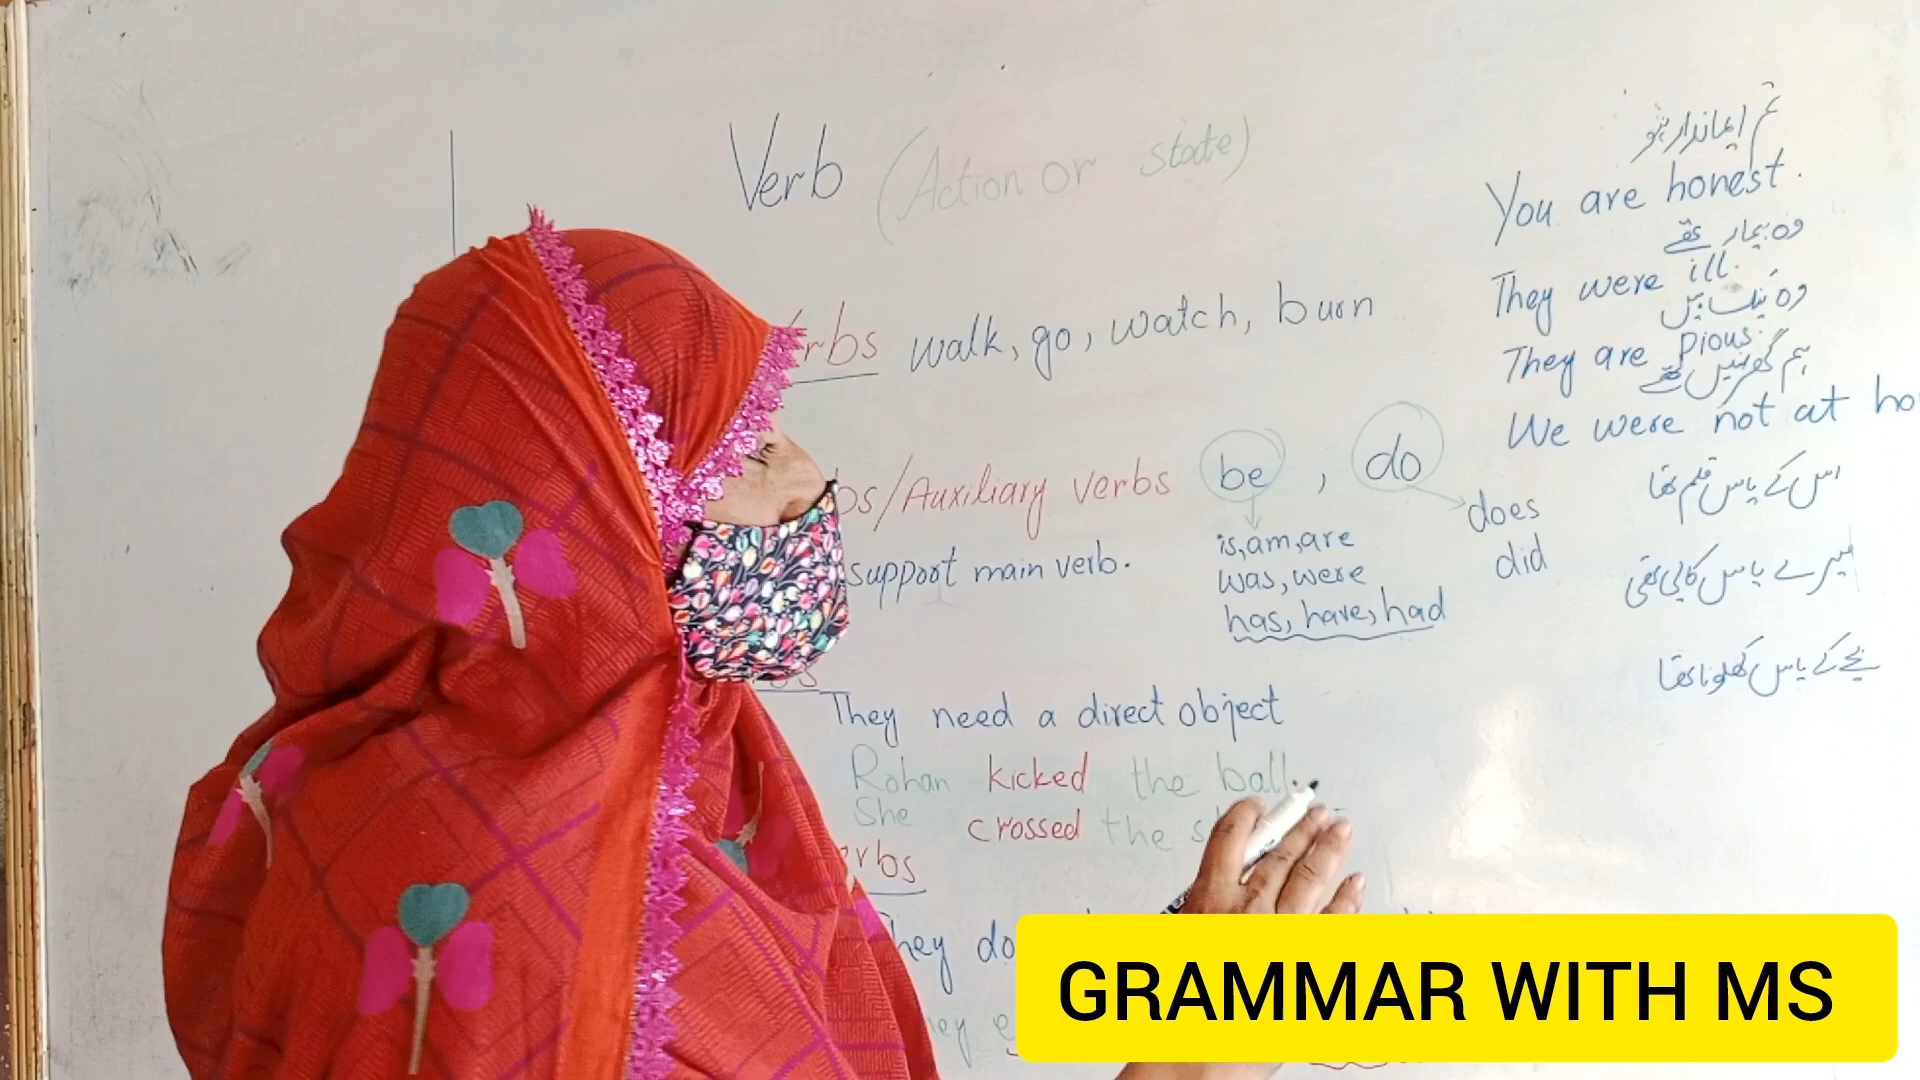 Verb (Action or state)
rbs walk, go, watch, burn
bs/Auxiliary verbs be, do
does
did
support main verb.
is, am, are
was, were
has, have, had
They need a direct object
Rohan kicked the ball.
She crossed the
erbs
hey do
hey
تم ایماندار ہو
You are honest.
وہ بیمار تھے
They were ill.
وہ نیک ہیں
They are pious.
ہم گھر نہیں تھے
We were not at ho
اس کے پاس قلم تھا
میرے پاس کاپی تھی
بچے کے پاس کھلونا تھا
GRAMMAR WITH MS